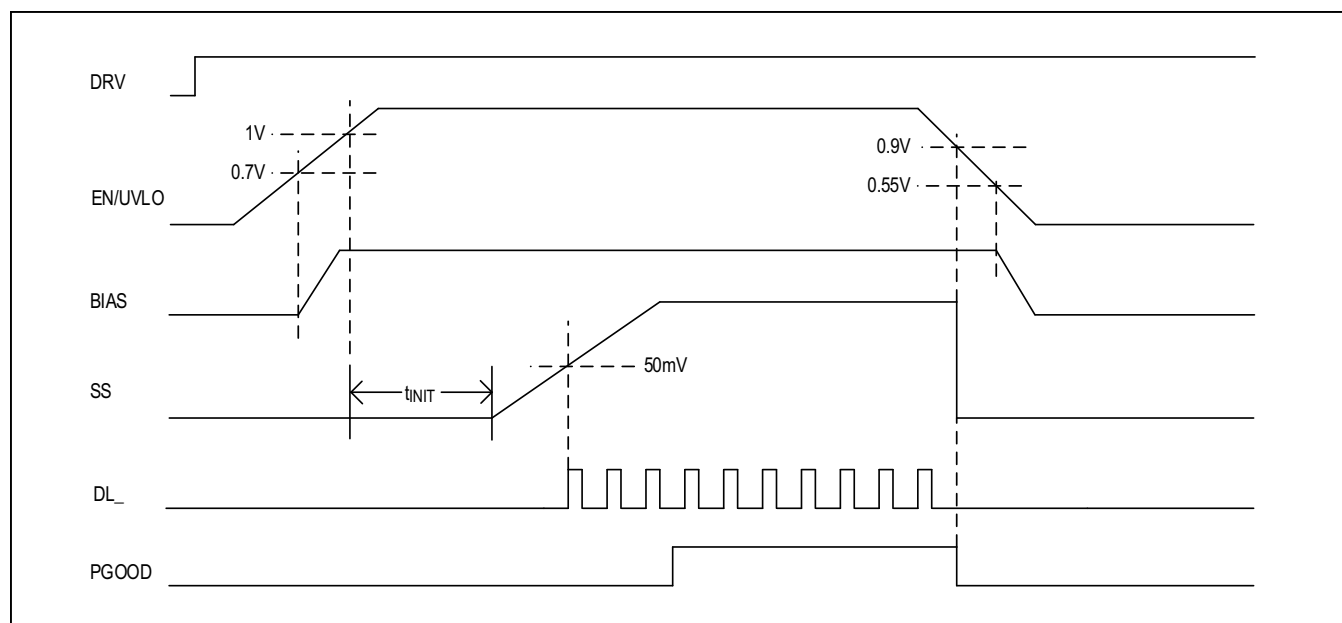 DRV
1V
0.7V
0.9V
0.55V
EN/UVLO
BIAS
50mV
SS
tINIT
DL_
PGOOD